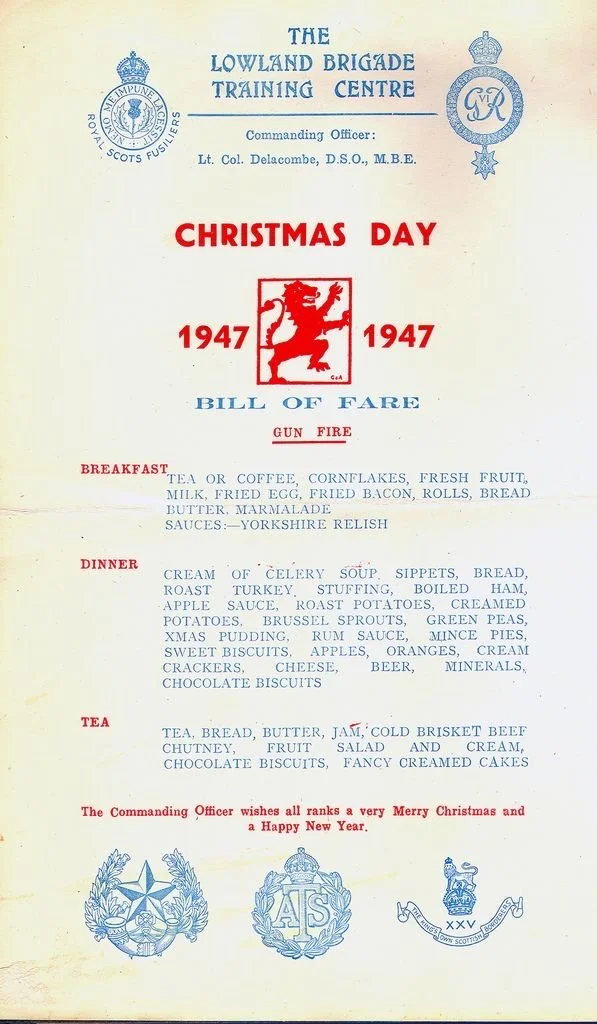 THE
LOWLAND BRIGADE
TRAINING CENTRE
NEMO ME IMPUNE LACESSIT
ROYAL SCOTS FUSILIERS
G VI R
Commanding Officer:
Lt. Col. Delacombe, D.S.O., M.B.E.
CHRISTMAS DAY
1947 1947
G&A
BILL OF FARE
GUN FIRE
BREAKFAST
TEA OR COFFEE, CORNFLAKES, FRESH FRUIT,
MILK, FRIED EGG, FRIED BACON, ROLLS, BREAD
BUTTER, MARMALADE
SAUCES:—YORKSHIRE RELISH
DINNER
CREAM OF CELERY SOUP, SIPPETS, BREAD,
ROAST TURKEY, STUFFING, BOILED HAM,
APPLE SAUCE, ROAST POTATOES, CREAMED
POTATOES, BRUSSEL SPROUTS, GREEN PEAS,
XMAS PUDDING, RUM SAUCE, MINCE PIES,
SWEET BISCUITS, APPLES, ORANGES, CREAM
CRACKERS, CHEESE, BEER, MINERALS,
CHOCOLATE BISCUITS
TEA
TEA, BREAD, BUTTER, JAM, COLD BRISKET BEEF
CHUTNEY, FRUIT SALAD AND CREAM,
CHOCOLATE BISCUITS, FANCY CREAMED CAKES
The Commanding Officer wishes all ranks a very Merry Christmas and
a Happy New Year.
ATS
XXV
THE KING'S OWN SCOTTISH BORDERERS